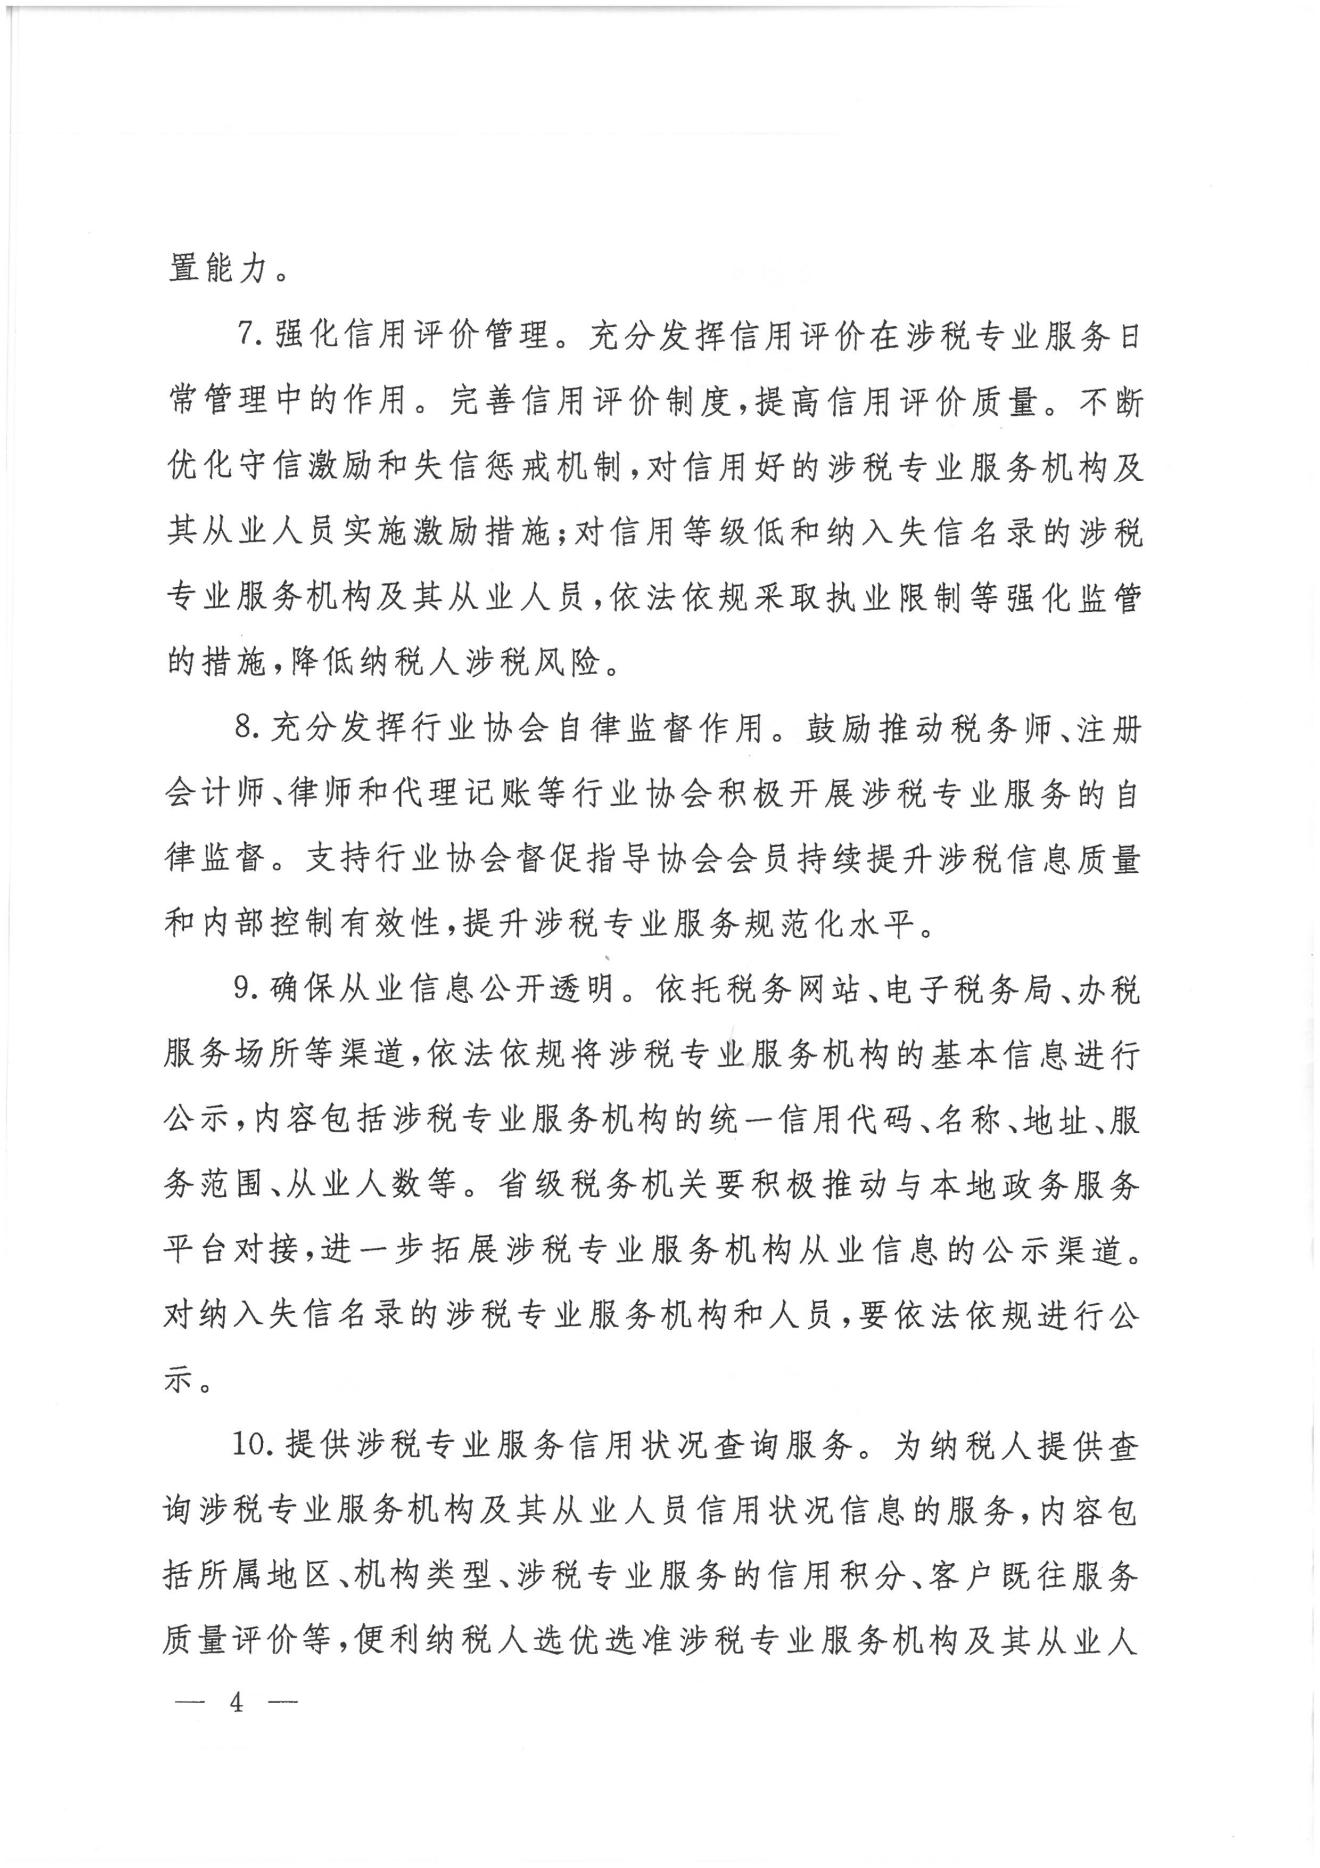 置能力。
7.强化信用评价管理。充分发挥信用评价在涉税专业服务日
常管理中的作用。完善信用评价制度,提高信用评价质量。不断
优化守信激励和失信惩戒机制,对信用好的涉税专业服务机构及
其从业人员实施激励措施;对信用等级低和纳入失信名录的涉税
专业服务机构及其从业人员,依法依规采取执业限制等强化监管
的措施,降低纳税人涉税风险。
8.充分发挥行业协会自律监督作用。鼓励推动税务师、注册
会计师、律师和代理记账等行业协会积极开展涉税专业服务的自
律监督。支持行业协会督促指导协会会员持续提升涉税信息质量
和内部控制有效性,提升涉税专业服务规范化水平。
9.确保从业信息公开透明。依托税务网站、电子税务局、办税
服务场所等渠道,依法依规将涉税专业服务机构的基本信息进行
公示,内容包括涉税专业服务机构的统一信用代码、名称、地址、服
务范围、从业人数等。省级税务机关要积极推动与本地政务服务
平台对接,进一步拓展涉税专业服务机构从业信息的公示渠道。
对纳入失信名录的涉税专业服务机构和人员,要依法依规进行公
示。
10.提供涉税专业服务信用状况查询服务。为纳税人提供查
询涉税专业服务机构及其从业人员信用状况信息的服务,内容包
括所属地区、机构类型、涉税专业服务的信用积分、客户既往服务
质量评价等,便利纳税人选优选准涉税专业服务机构及其从业人
— 4 —